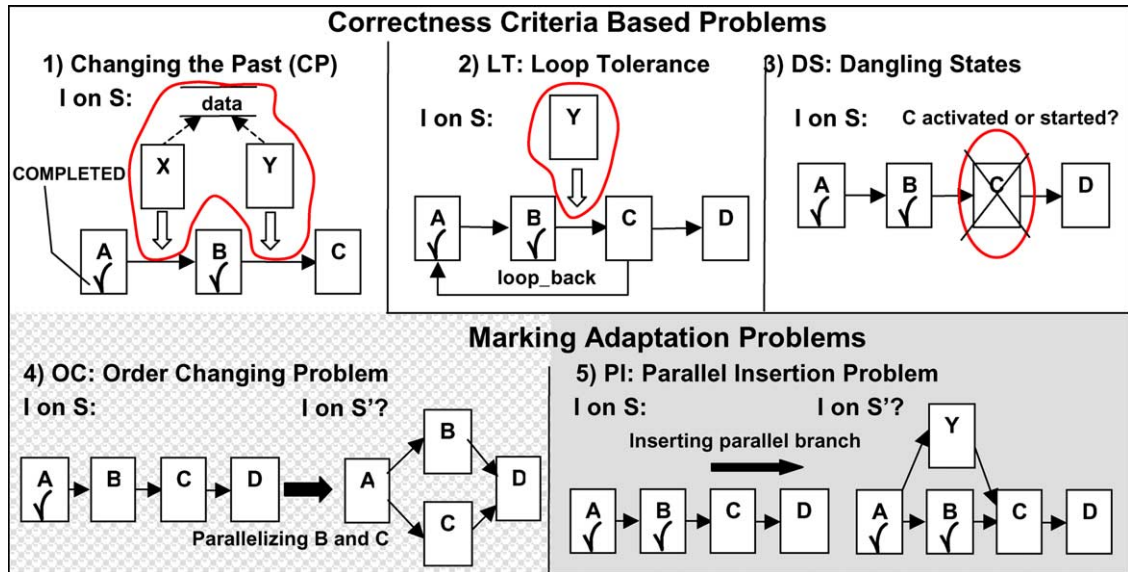 Correctness Criteria Based Problems
1) Changing the Past (CP)
I on S:
data
X
Y
COMPLETED
A
B
C
2) LT: Loop Tolerance
I on S:
Y
A
B
C
D
loop_back
3) DS: Dangling States
I on S:
C activated or started?
A
B
C
D
Marking Adaptation Problems
4) OC: Order Changing Problem
I on S:
I on S'?
A
B
C
D
A
B
C
D
Parallelizing B and C
5) PI: Parallel Insertion Problem
I on S:
I on S'?
Inserting parallel branch
A
B
C
D
Y
A
B
C
D